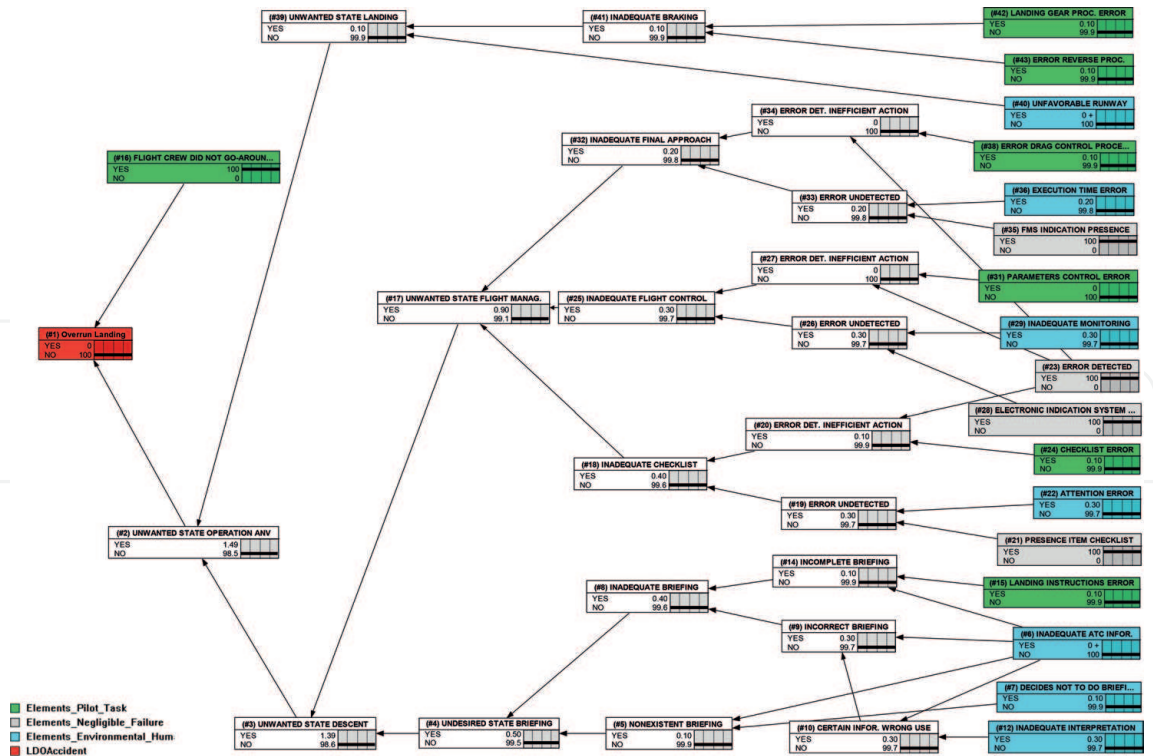 (#39) UNWANTED STATE LANDING
YES 0.10
NO 99.9
(#41) INADEQUATE BRAKING
YES 0.10
NO 99.9
(#42) LANDING GEAR PROC. ERROR
YES 0.10
NO 99.9
(#43) ERROR REVERSE PROC.
YES 0.10
NO 99.9
(#40) UNFAVORABLE RUNWAY
YES 0 +
NO 100
(#34) ERROR DET. INEFFICIENT ACTION
YES 0
NO 100
(#32) INADEQUATE FINAL APPROACH
YES 0.20
NO 99.8
(#38) ERROR DRAG CONTROL PROCE...
YES 0.10
NO 99.9
(#16) FLIGHT CREW DID NOT GO-AROUN...
YES 100
NO 0
(#33) ERROR UNDETECTED
YES 0.20
NO 99.8
(#36) EXECUTION TIME ERROR
YES 0.20
NO 99.8
(#35) FMS INDICATION PRESENCE
YES 100
NO 0
(#27) ERROR DET. INEFFICIENT ACTION
YES 0
NO 100
(#31) PARAMETERS CONTROL ERROR
YES 0
NO 100
(#17) UNWANTED STATE FLIGHT MANAG.
YES 0.90
NO 99.1
(#25) INADEQUATE FLIGHT CONTROL
YES 0.30
NO 99.7
(#26) ERROR UNDETECTED
YES 0.30
NO 99.7
(#29) INADEQUATE MONITORING
YES 0.30
NO 99.7
(#1) Overrun Landing
YES 0
NO 100
(#23) ERROR DETECTED
YES 100
NO 0
(#28) ELECTRONIC INDICATION SYSTEM ...
YES 100
NO 0
(#20) ERROR DET. INEFFICIENT ACTION
YES 0.10
NO 99.9
(#24) CHECKLIST ERROR
YES 0.10
NO 99.9
(#18) INADEQUATE CHECKLIST
YES 0.40
NO 99.6
(#19) ERROR UNDETECTED
YES 0.30
NO 99.7
(#22) ATTENTION ERROR
YES 0.30
NO 99.7
(#21) PRESENCE ITEM CHECKLIST
YES 100
NO 0
(#2) UNWANTED STATE OPERATION ANV
YES 1.49
NO 98.5
(#14) INCOMPLETE BRIEFING
YES 0.10
NO 99.9
(#15) LANDING INSTRUCTIONS ERROR
YES 0.10
NO 99.9
(#8) INADEQUATE BRIEFING
YES 0.40
NO 99.6
(#9) INCORRECT BRIEFING
YES 0.30
NO 99.7
(#6) INADEQUATE ATC INFOR.
YES 0 +
NO 100
(#7) DECIDES NOT TO DO BRIEFI...
YES 0.10
NO 99.9
(#3) UNWANTED STATE DESCENT
YES 1.39
NO 98.6
(#4) UNDESIRED STATE BRIEFING
YES 0.50
NO 99.5
(#5) NONEXISTENT BRIEFING
YES 0.10
NO 99.9
(#10) CERTAIN INFOR. WRONG USE
YES 0.30
NO 99.7
(#12) INADEQUATE INTERPRETATION
YES 0.30
NO 99.7
Elements_Pilot_Task
Elements_Negligible_Failure
Elements_Environmental_Hum
LDOAccident